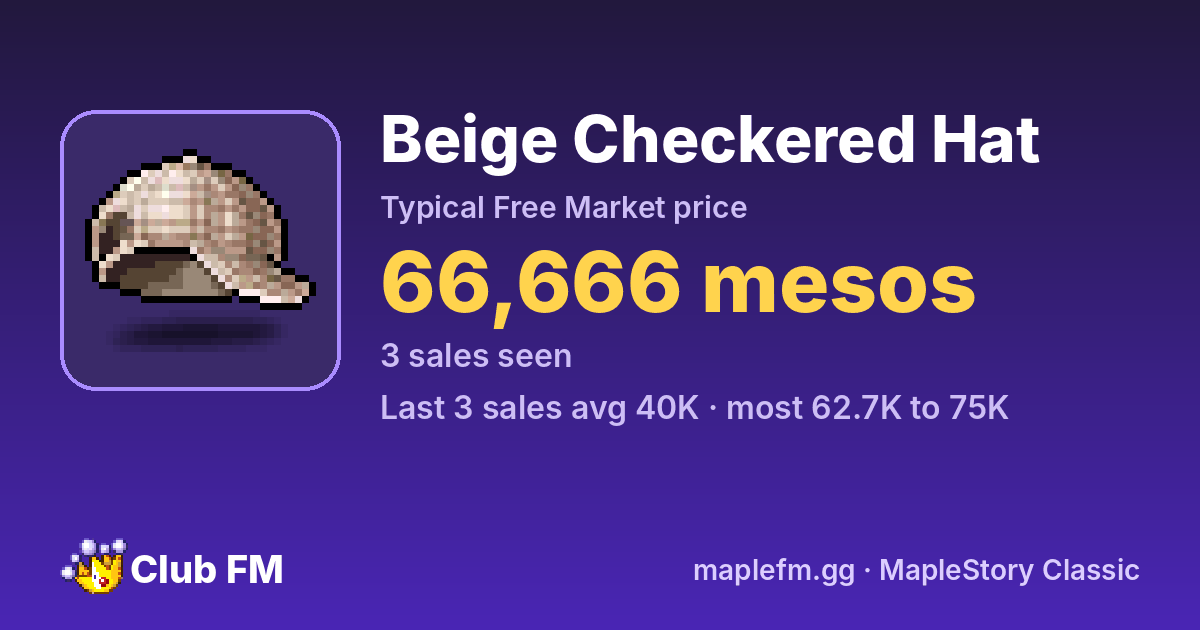 Beige Checkered Hat
Typical Free Market price
66,666 mesos
3 sales seen
Last 3 sales avg 40K · most 62.7K to 75K
Club FM
maplefm.gg · MapleStory Classic